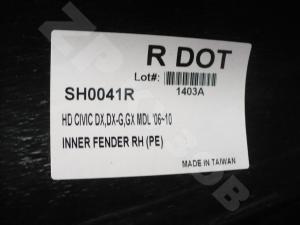 R DOT
Lot#:
1403A
SH0041R
HD CIVIC DX,DX-G,GX MDL '06~10
INNER FENDER RH (PE)
MADE IN TAIWAN